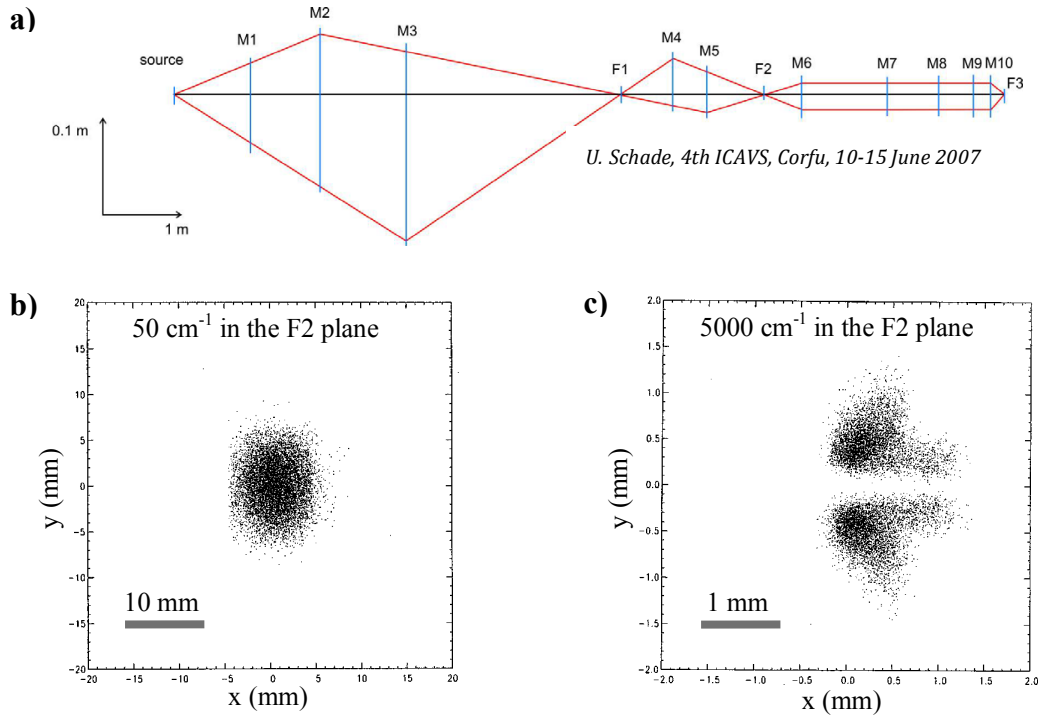 a)
source
M1
M2
M3
F1
M4
M5
F2
M6
M7
M8
M9
M10
F3
0.1 m
1 m
U. Schade, 4th ICAVS, Corfu, 10-15 June 2007
b)
50 cm-1 in the F2 plane
20
15
10
5
0
−5
−10
−15
−20
y (mm)
10 mm
−20 −15 −10 −5 0 5 10 15 20
x (mm)
c)
5000 cm-1 in the F2 plane
2.0
1.5
1.0
0.5
0.0
−0.5
−1.0
−1.5
−2.0
y (mm)
1 mm
−2.0 −1.5 −1.0 −0.5 0.0 0.5 1.0 1.5 2.0
x (mm)